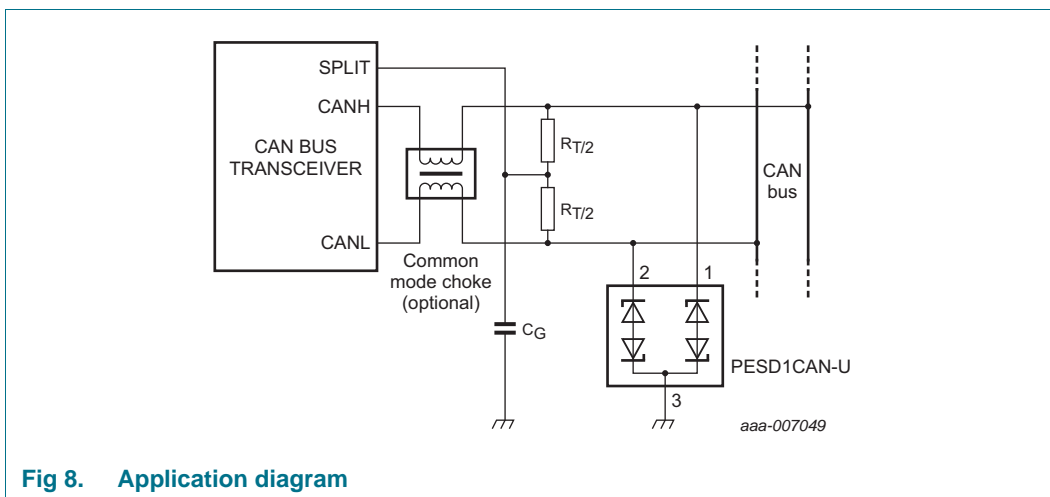 SPLIT
CANH
CAN BUS
TRANSCEIVER
CANL
Common
mode choke
(optional)
RT/2
RT/2
CG
CAN
bus
2
1
PESD1CAN-U
3
aaa-007049
Fig 8. Application diagram